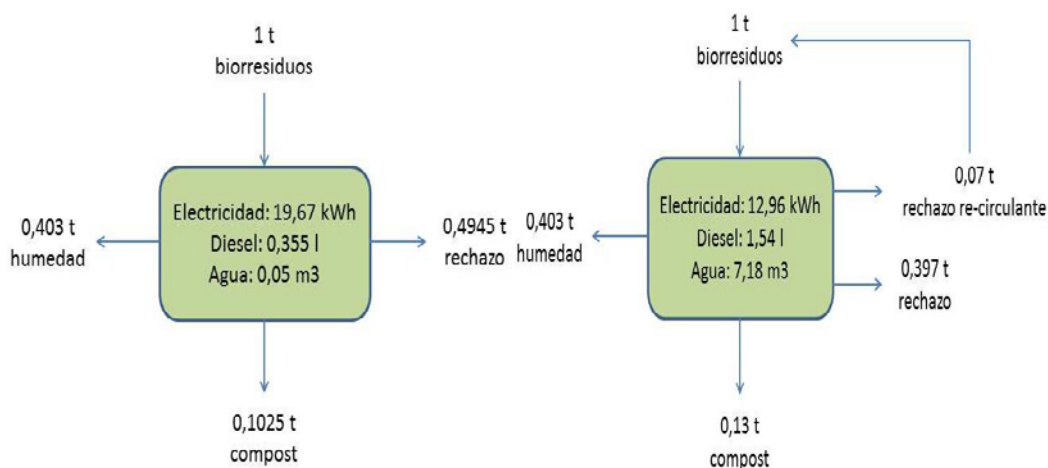 1 t
biorresiduos
Electricidad: 19,67 kWh
Diesel: 0,355 l
Agua: 0,05 m3
0,403 t
humedad
0,4945 t
rechazo
0,1025 t
compost
1 t
biorresiduos
Electricidad: 12,96 kWh
Diesel: 1,54 l
Agua: 7,18 m3
0,403 t
humedad
0,07 t
rechazo re-circulante
0,397 t
rechazo
0,13 t
compost